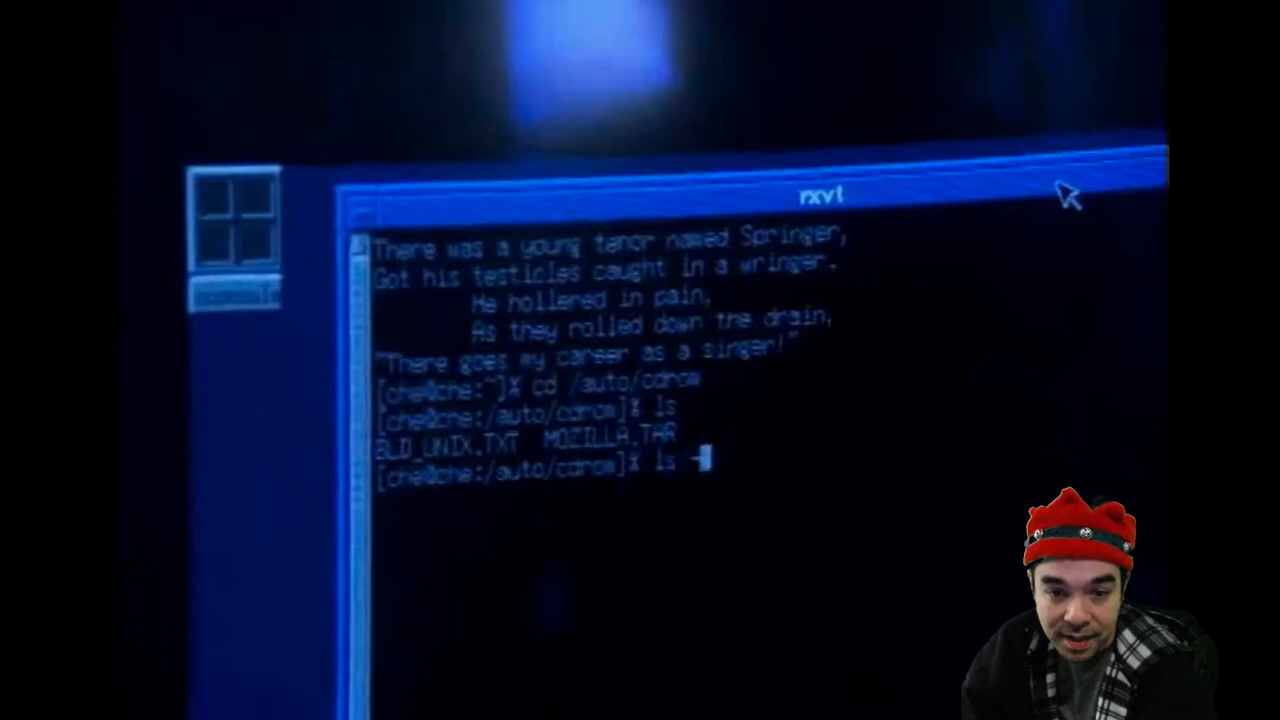 rxvt
There was a young tenor named Springer,
Got his testicles caught in a wringer.
He hollered in pain,
As they rolled down the drain,
"There goes my career as a singer!"
[che@che:~]% cd /auto/cdrom
[che@che:/auto/cdrom]% ls
BLD_UNIX.TXT MOZILLA.TAR
[che@che:/auto/cdrom]% ls -